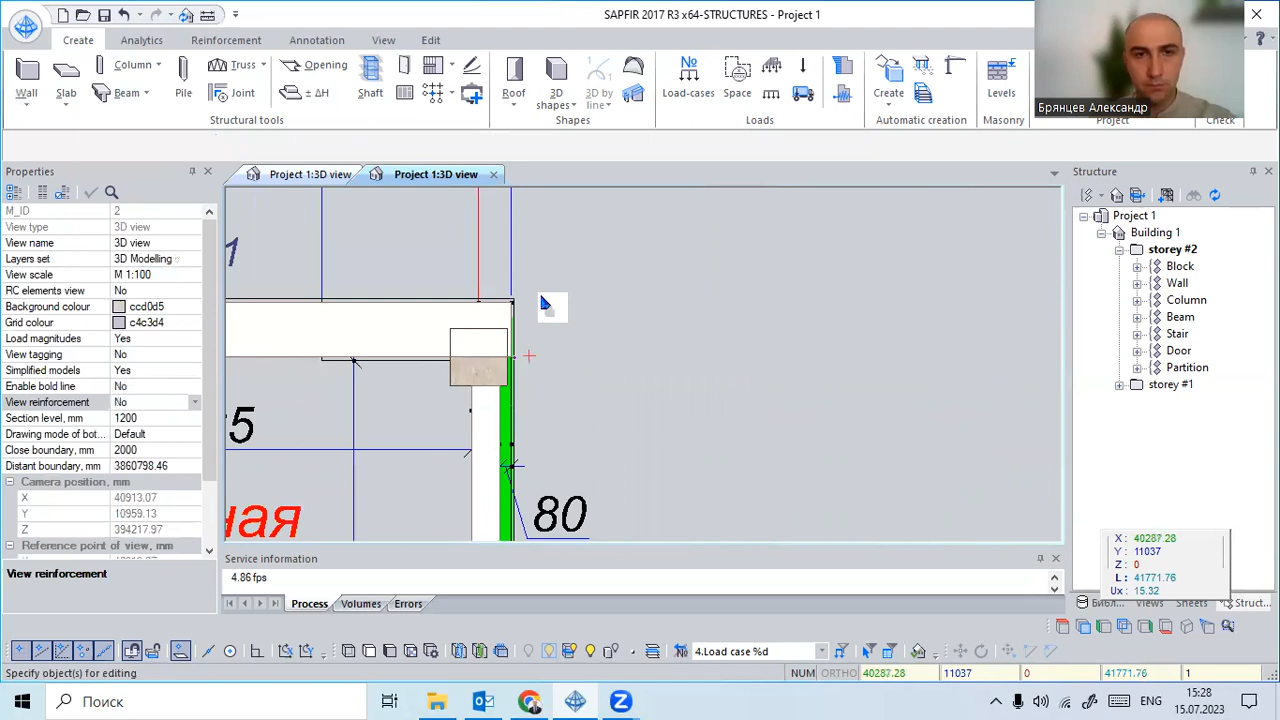 SAPFIR 2017 R3 x64-STRUCTURES - Project 1
Create Analytics Reinforcement Annotation View Edit
Wall Slab Column Beam Pile Truss Joint Opening ± ΔH Shaft
Structural tools
Roof 3D shapes 3D by line
Shapes
Load-cases Space
Loads
Create
Automatic creation
Levels
Masonry
Project
Check
Брянцев Александр
Properties
M_ID 2
View type 3D view
View name 3D view
Layers set 3D Modelling
View scale M 1:100
RC elements view No
Background colour ccd0d5
Grid colour c4c3d4
Load magnitudes Yes
View tagging No
Simplified models Yes
Enable bold line No
View reinforcement No
Section level, mm 1200
Drawing mode of bot... Default
Close boundary, mm 2000
Distant boundary, mm 3860798.46
Camera position, mm
X 40913.07
Y 10959.13
Z 394217.97
Reference point of view, mm
View reinforcement
Project 1:3D view
Project 1:3D view
1
5
ная
80
Service information
4.86 fps
Process Volumes Errors
Structure
Project 1
Building 1
storey #2
Block
Wall
Column
Beam
Stair
Door
Partition
storey #1
X: 40287.28
Y: 11037
Z: 0
L: 41771.76
Ux: 15.32
Библ... Views Sheets Struct...
4.Load case %d
Specify object(s) for editing
NUM ORTHO 40287.28 11037 0 41771.76 1
Поиск
ENG
15:28
15.07.2023